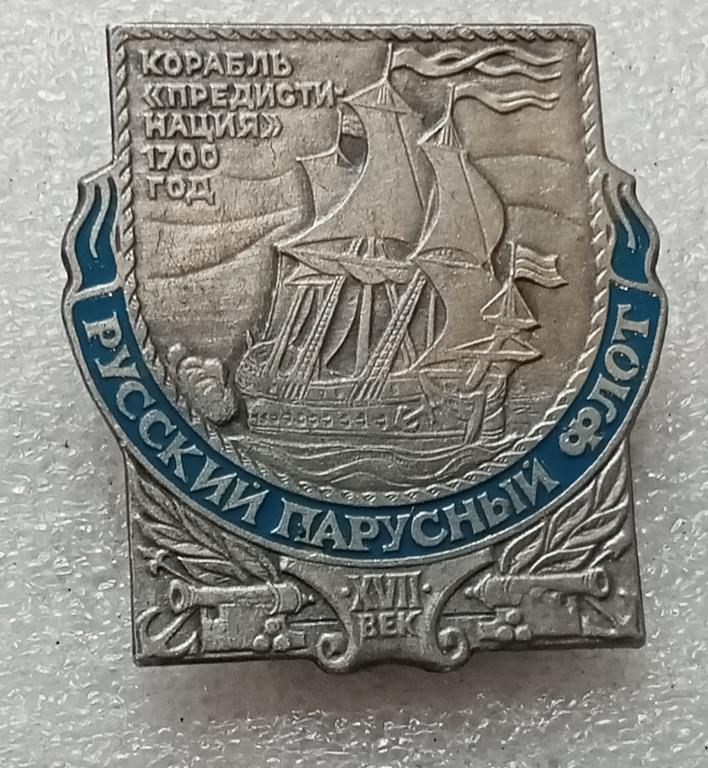 КОРАБЛЬ
«ПРЕДИСТИ-
НАЦИЯ»
1700
ГОД
РУССКИЙ ПАРУСНЫЙ ФЛОТ
·XVII·
ВЕК